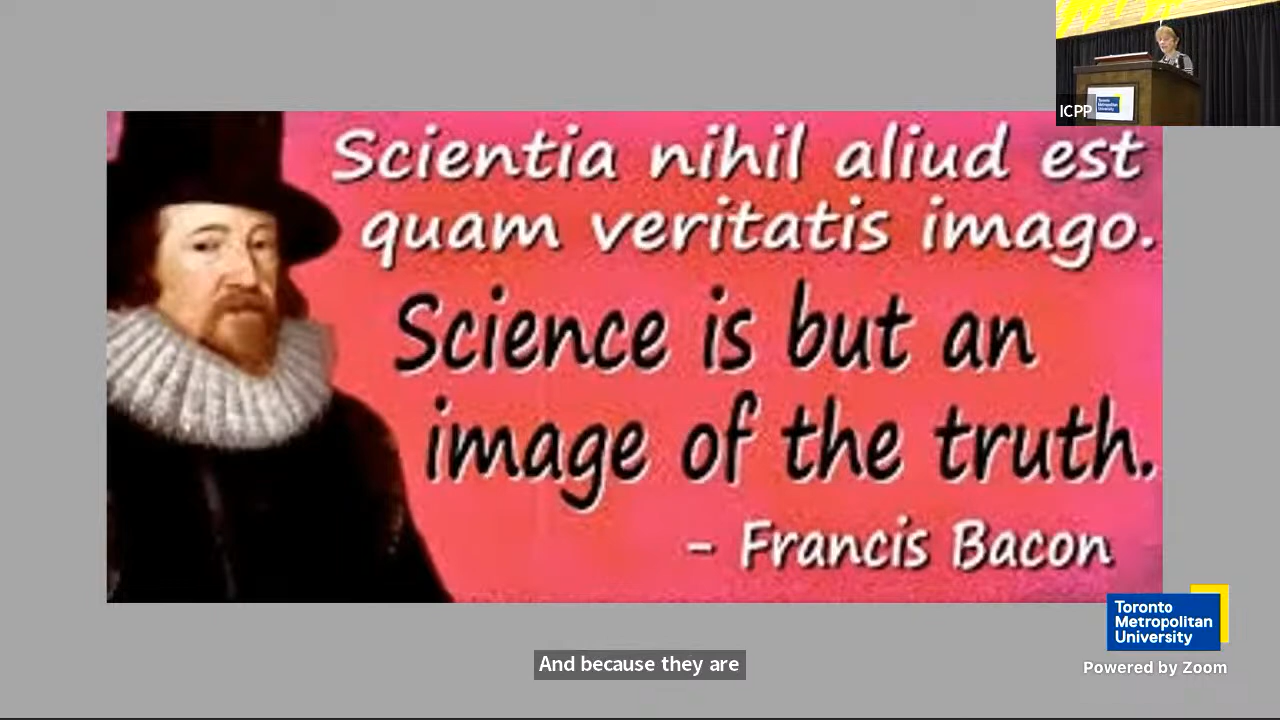 ICPP
Scientia nihil aliud est
quam veritatis imago.
Science is but an
image of the truth.
- Francis Bacon
Toronto
Metropolitan
University
Powered by Zoom
And because they are